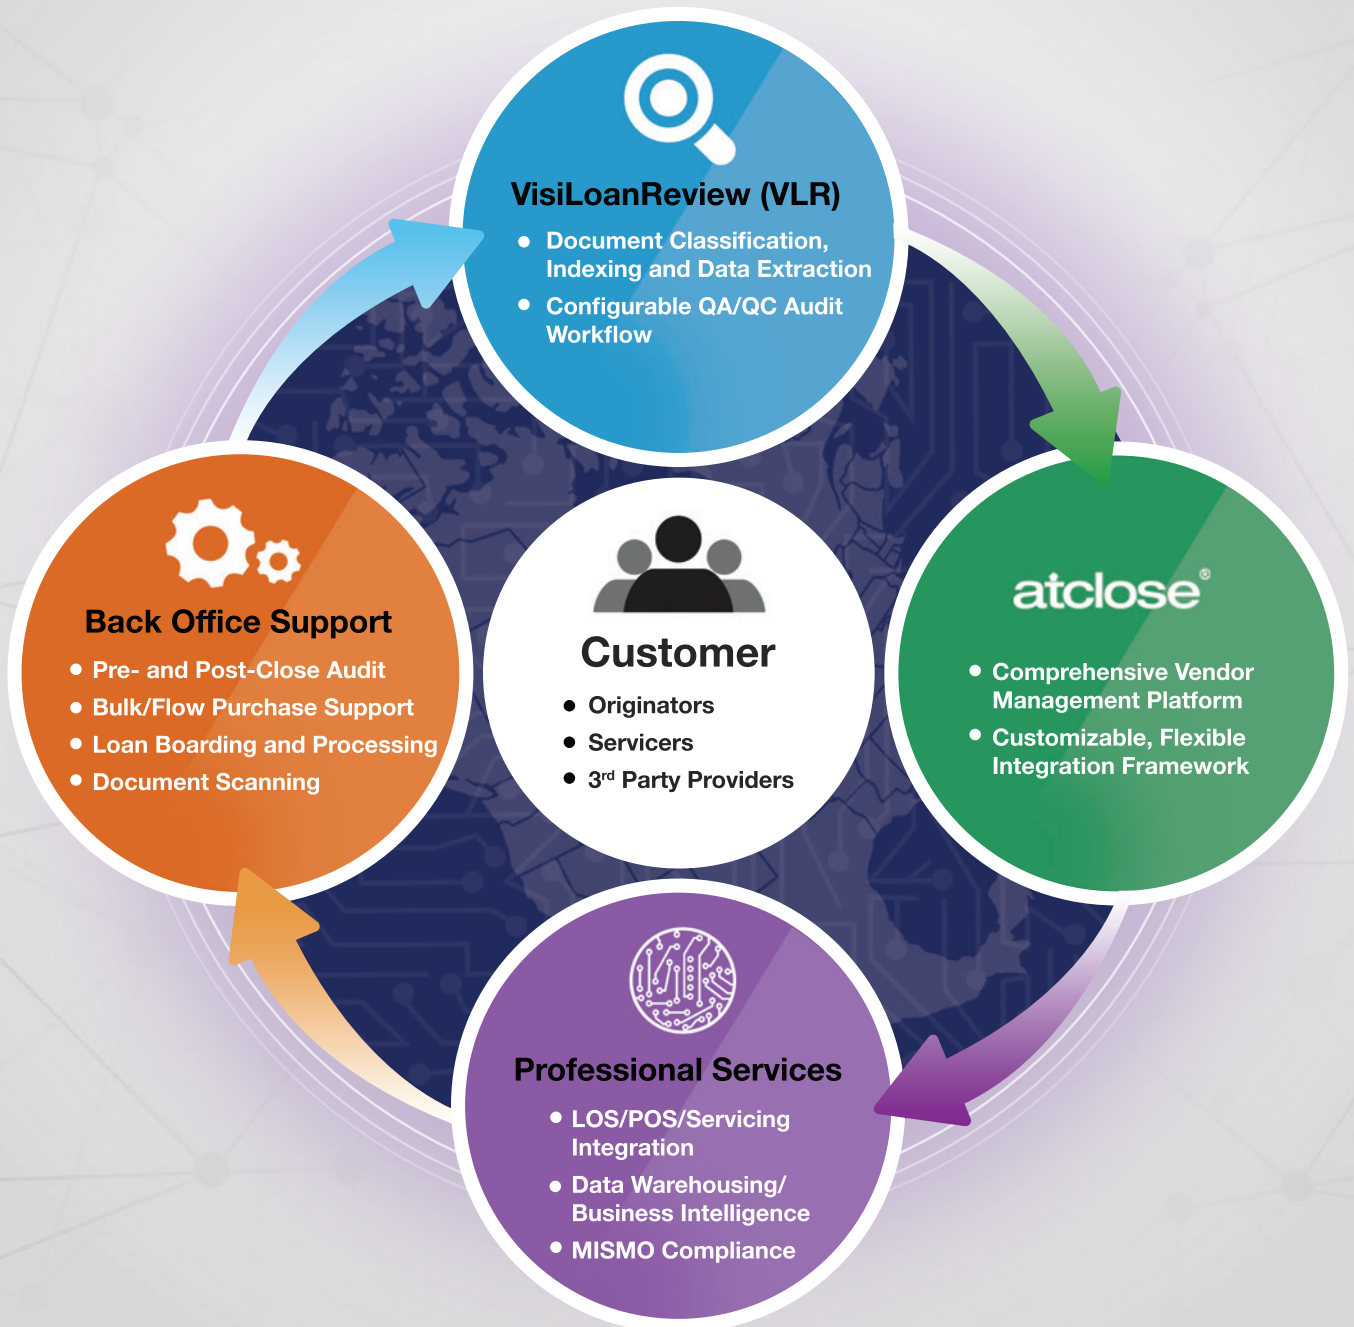 VisiLoanReview (VLR)
• Document Classification,
Indexing and Data Extraction
• Configurable QA/QC Audit
Workflow
Back Office Support
• Pre- and Post-Close Audit
• Bulk/Flow Purchase Support
• Loan Boarding and Processing
• Document Scanning
Customer
• Originators
• Servicers
• 3rd Party Providers
atclose®
• Comprehensive Vendor
Management Platform
• Customizable, Flexible
Integration Framework
Professional Services
• LOS/POS/Servicing
Integration
• Data Warehousing/
Business Intelligence
• MISMO Compliance